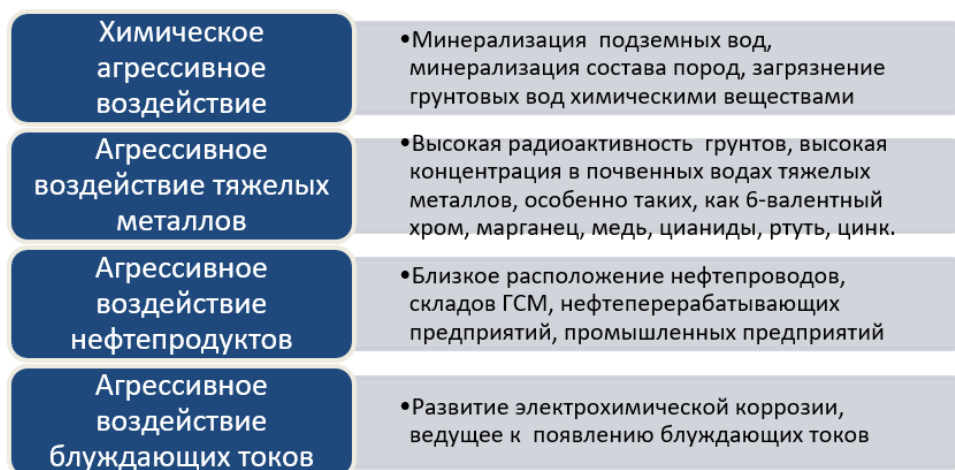 Химическое
агрессивное
воздействие
•Минерализация подземных вод,
минерализация состава пород, загрязнение
грунтовых вод химическими веществами
Агрессивное
воздействие тяжелых
металлов
•Высокая радиоактивность грунтов, высокая
концентрация в почвенных водах тяжелых
металлов, особенно таких, как 6-валентный
хром, марганец, медь, цианиды, ртуть, цинк.
Агрессивное
воздействие
нефтепродуктов
•Близкое расположение нефтепроводов,
складов ГСМ, нефтеперерабатывающих
предприятий, промышленных предприятий
Агрессивное
воздействие
блуждающих токов
•Развитие электрохимической коррозии,
ведущее к появлению блуждающих токов